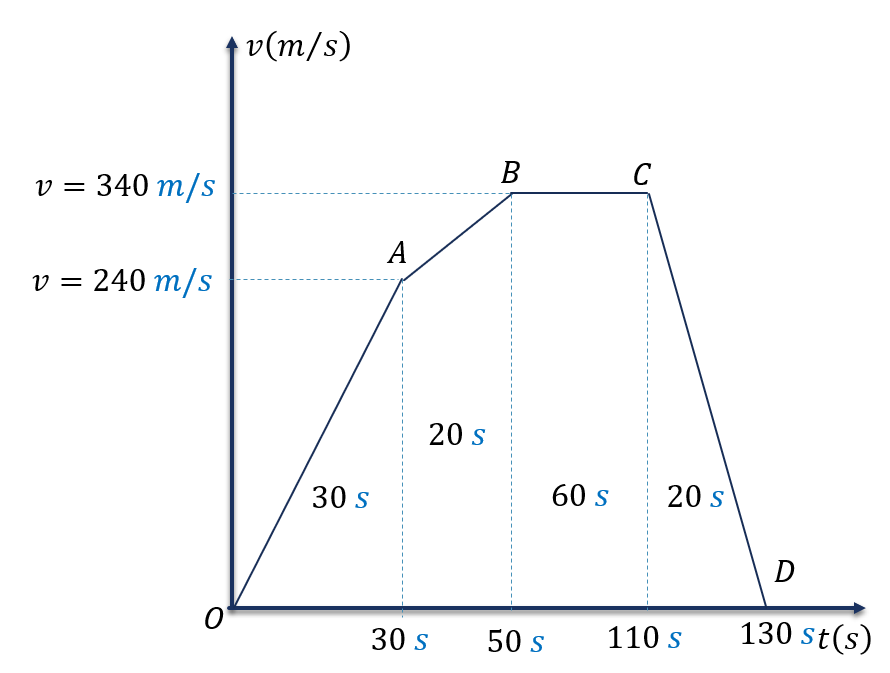 v(m/s)
B
C
v = 340 m/s
A
v = 240 m/s
20 s
30 s
60 s
20 s
D
O
30 s
50 s
110 s
130 s
t(s)